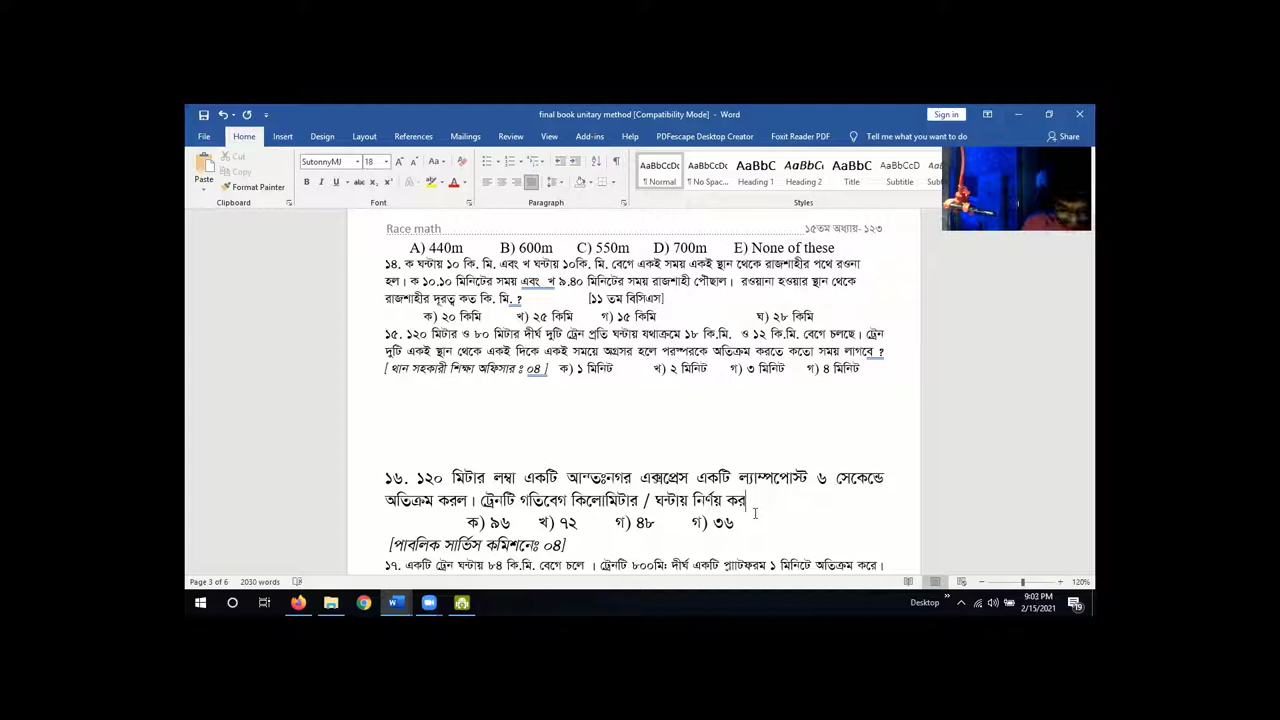 final book unitary method [Compatibility Mode] - Word
Sign in
File Home Insert Design Layout References Mailings Review View Add-ins Help PDFescape Desktop Creator Foxit Reader PDF Tell me what you want to do Share
Cut
Copy
Paste
Format Painter
SutonnyMJ 18
AaBbCcDc AaBbCcDc AaBbC AaBbCc AaBbC AaBbCcD
¶ Normal ¶ No Spac... Heading 1 Heading 2 Title Subtitle
Clipboard Font Paragraph Styles
Race math ১৫তম অধ্যায়- ১২৩
A) 440m B) 600m C) 550m D) 700m E) None of these
১৪. ক ঘন্টায় ১০ কি. মি. এবং খ ঘন্টায় ১০কি. মি. বেগে একই সময় একই স্থান থেকে রাজশাহীর পথে রওনা
হল। ক ১০.১০ মিনিটের সময় এবং খ ৯.৪০ মিনিটের সময় রাজশাহী পৌঁছাল। রওয়ানা হওয়ার স্থান থেকে
রাজশাহীর দূরত্ব কত কি. মি. ? [১১ তম বিসিএস]
ক) ২০ কিমি খ) ২৫ কিমি গ) ১৫ কিমি ঘ) ২৮ কিমি
১৫. ১২০ মিটার ও ৮০ মিটার দীর্ঘ দুটি ট্রেন প্রতি ঘন্টায় যথাক্রমে ১৮ কি.মি. ও ১২ কি.মি. বেগে চলছে। ট্রেন
দুটি একই স্থান থেকে একই দিকে একই সময়ে অগ্রসর হলে পরস্পরকে অতিক্রম করতে কতো সময় লাগবে ?
[ থান সহকারী শিক্ষা অফিসার ঃ ০৪ ] ক) ১ মিনিট খ) ২ মিনিট গ) ৩ মিনিট গ) ৪ মিনিট
১৬. ১২০ মিটার লম্বা একটি আন্তঃনগর এক্সপ্রেস একটি ল্যাম্পপোস্ট ৬ সেকেন্ডে
অতিক্রম করল। ট্রেনটি গতিবেগ কিলোমিটার / ঘন্টায় নির্ণয় কর
ক) ৯৬ খ) ৭২ গ) ৪৮ গ) ৩৬
[পাবলিক সার্ভিস কমিশনেঃ ০৪]
১৭. একটি ট্রেন ঘন্টায় ৮৪ কি.মি. বেগে চলে । ট্রেনটি ৮০০মি: দীর্ঘ একটি প্লাটফরম ১ মিনিটে অতিক্রম করে।
Page 3 of 6 2030 words 120%
Desktop 9:03 PM
2/15/2021 19